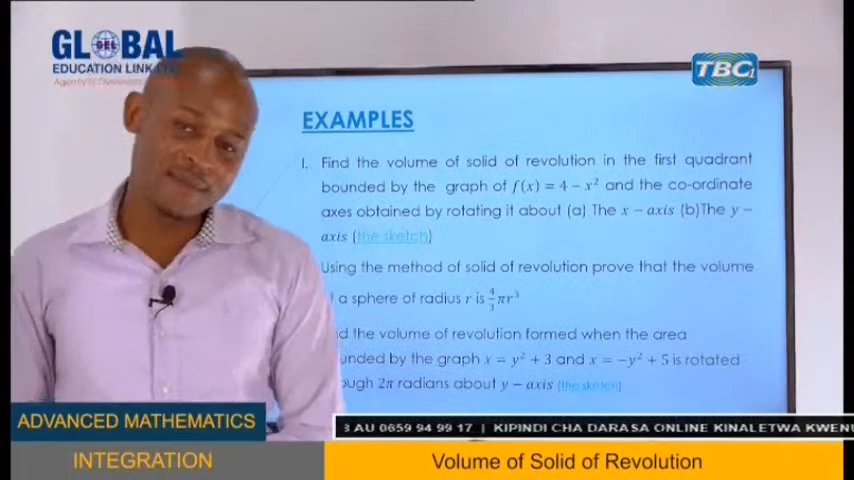 GLOBAL
GEL
EDUCATION LINK LTD
TBC1
EXAMPLES
1. Find the volume of solid of revolution in the first quadrant
bounded by the graph of f(x) = 4 − x² and the co-ordinate
axes obtained by rotating it about (a) The x − axis (b)The y −
axis (the sketch)
Using the method of solid of revolution prove that the volume
a sphere of radius r is 4/3 πr³
the volume of revolution formed when the area
by the graph x = y² + 3 and x = −y² + 5 is rotated
2π radians about y − axis (the sketch)
ADVANCED MATHEMATICS
3 AU 0659 94 99 17 | KIPINDI CHA DARASA ONLINE KINALETWA KWENU
INTEGRATION
Volume of Solid of Revolution